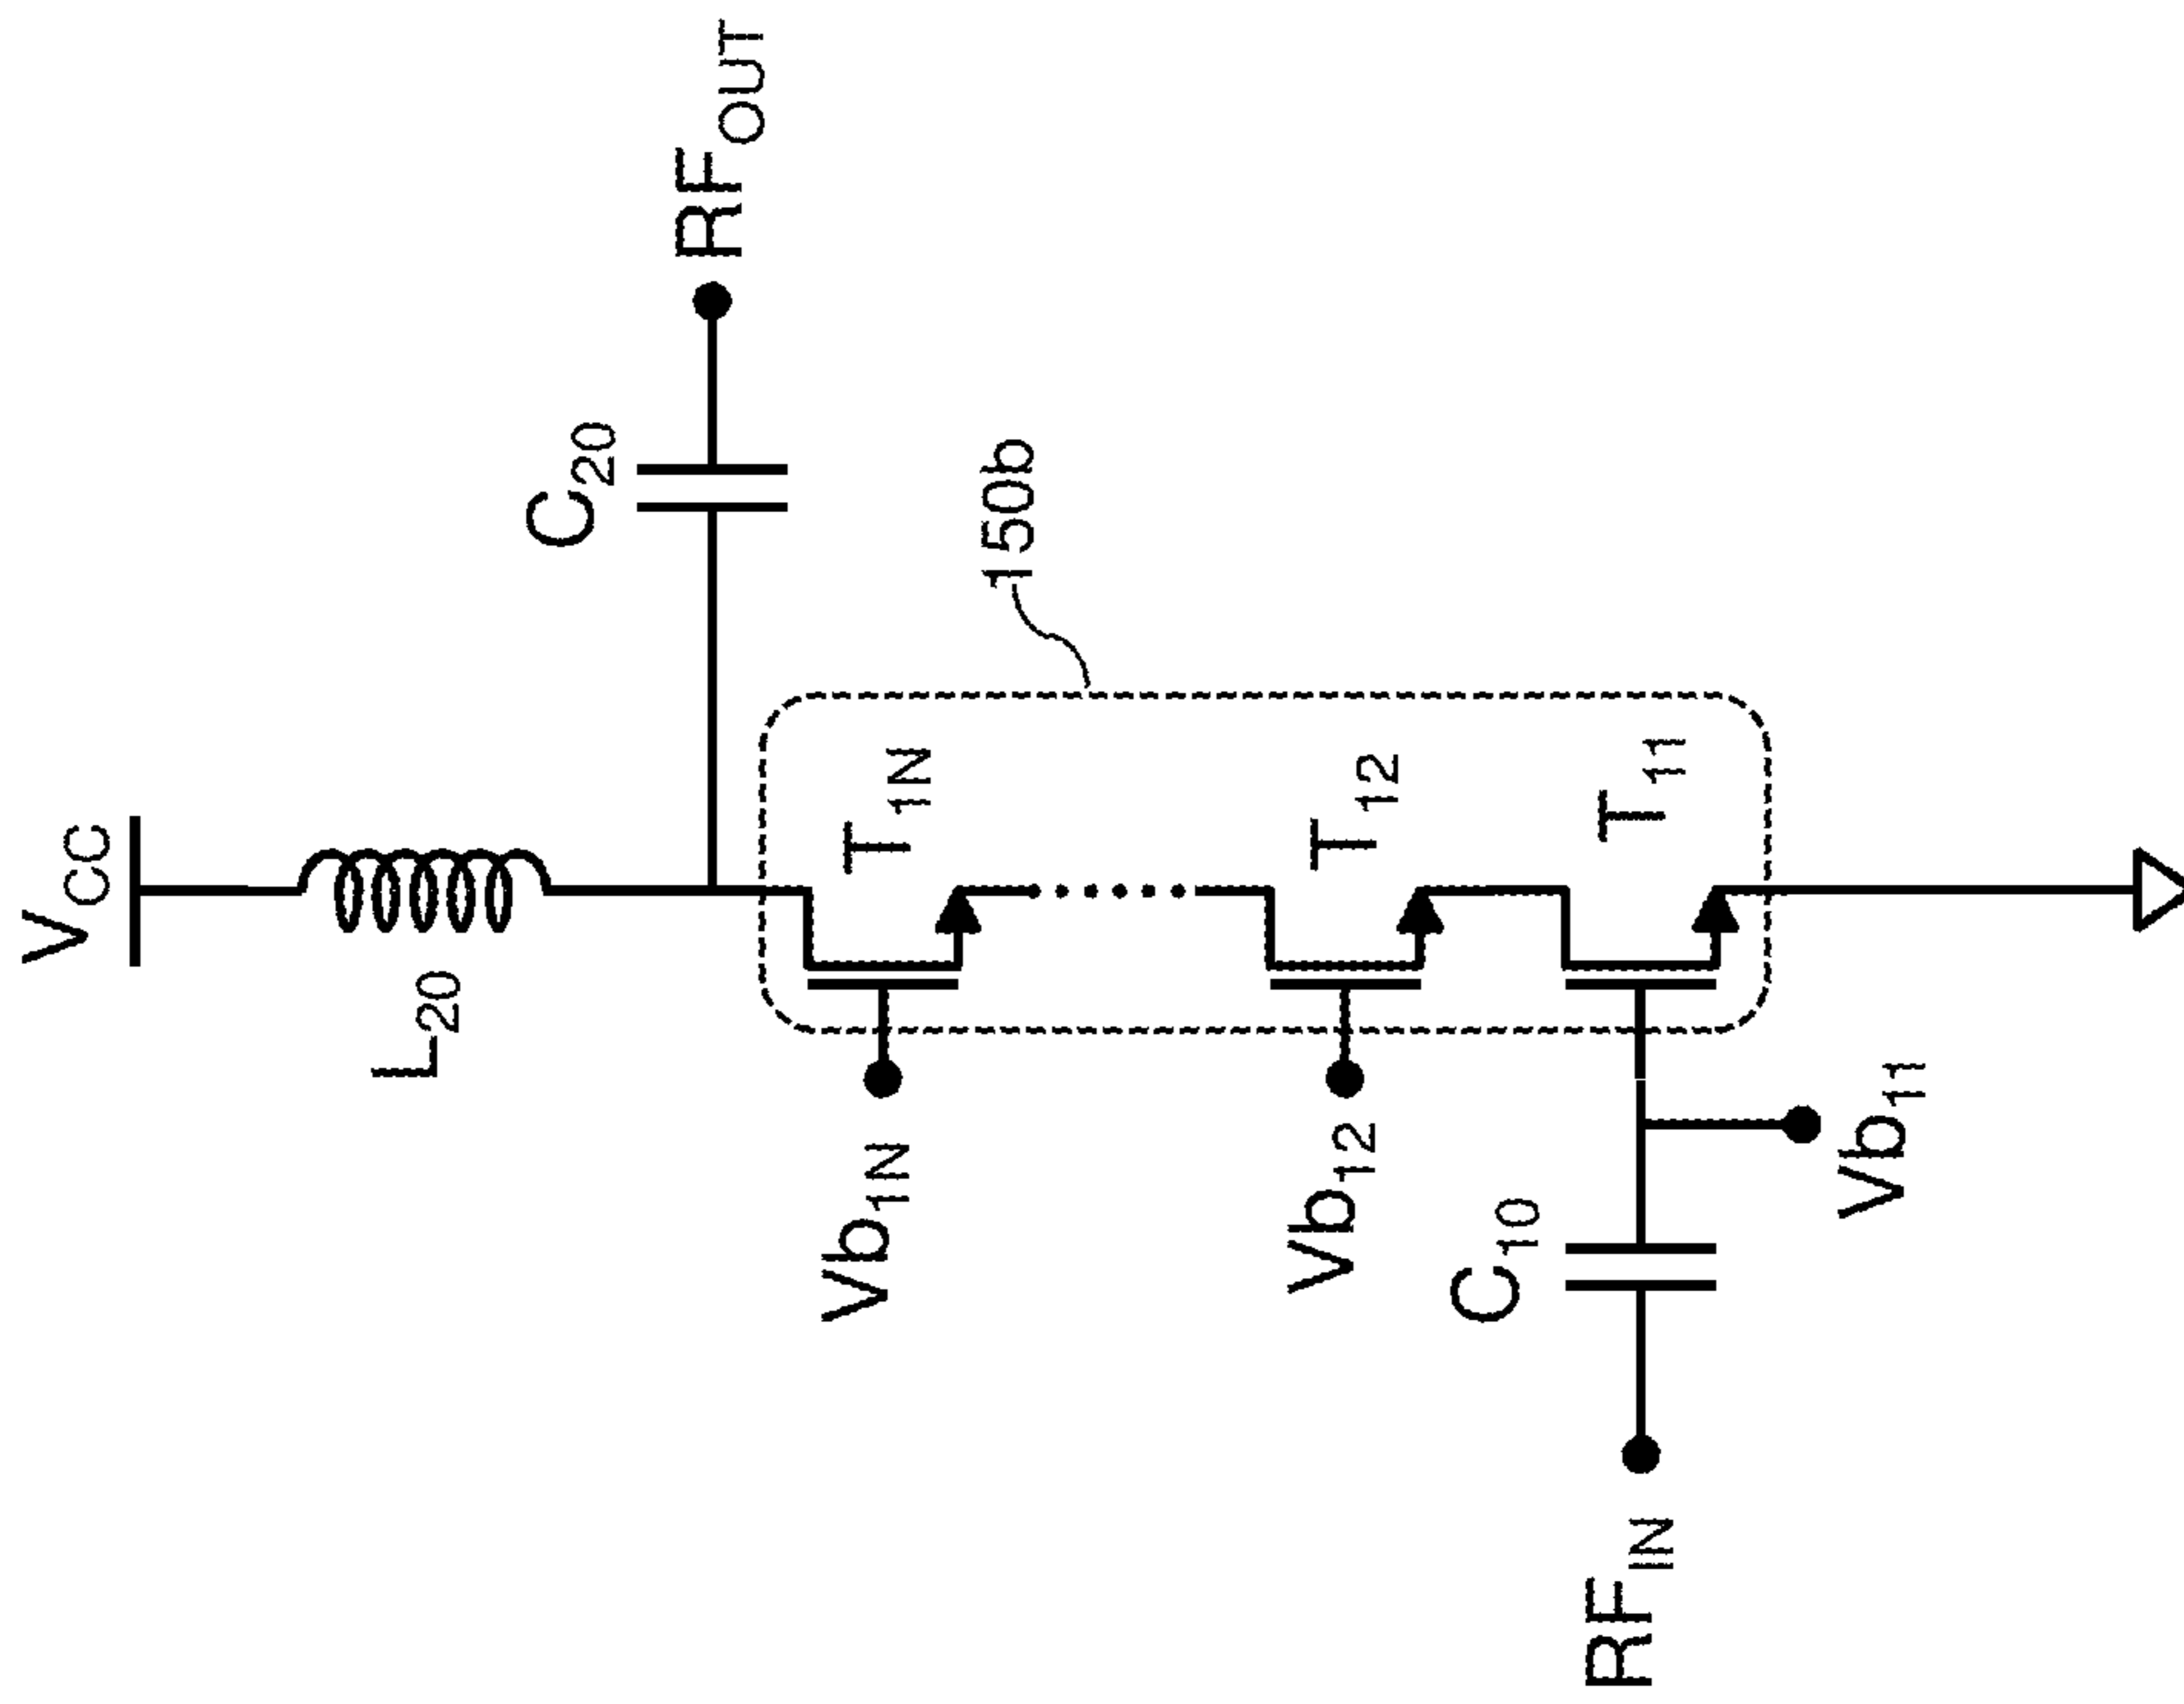 V_CC
L_20
C_20
RF_OUT
150b
T_1N
Vb_1N
T_12
Vb_12
T_11
C_10
Vb_11
RF_IN